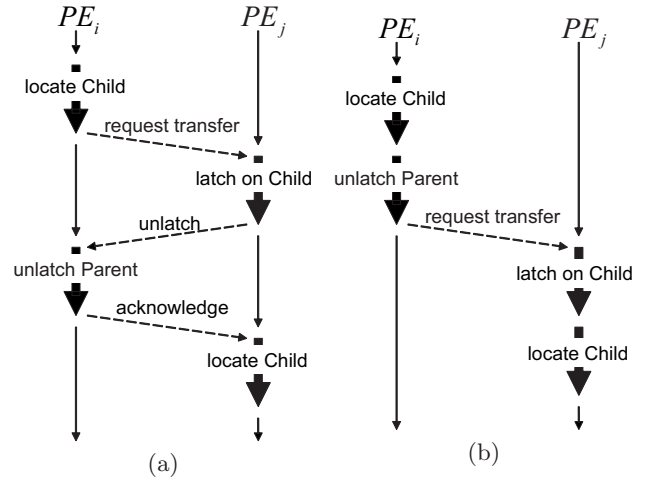 PE_i
PE_j
locate Child
request transfer
latch on Child
unlatch
unlatch Parent
acknowledge
locate Child
(a)
PE_i
PE_j
locate Child
unlatch Parent
request transfer
latch on Child
locate Child
(b)